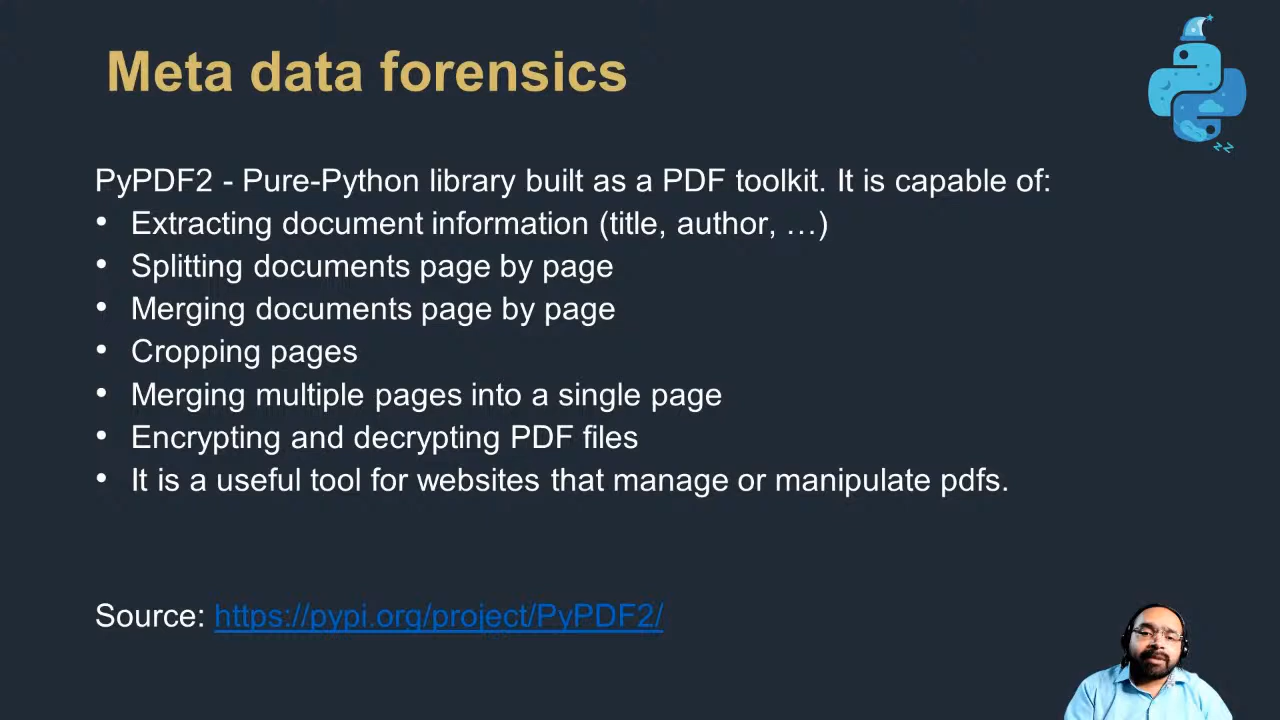 Meta data forensics
PyPDF2 - Pure-Python library built as a PDF toolkit. It is capable of:
• Extracting document information (title, author, …)
• Splitting documents page by page
• Merging documents page by page
• Cropping pages
• Merging multiple pages into a single page
• Encrypting and decrypting PDF files
• It is a useful tool for websites that manage or manipulate pdfs.
Source: https://pypi.org/project/PyPDF2/
zz